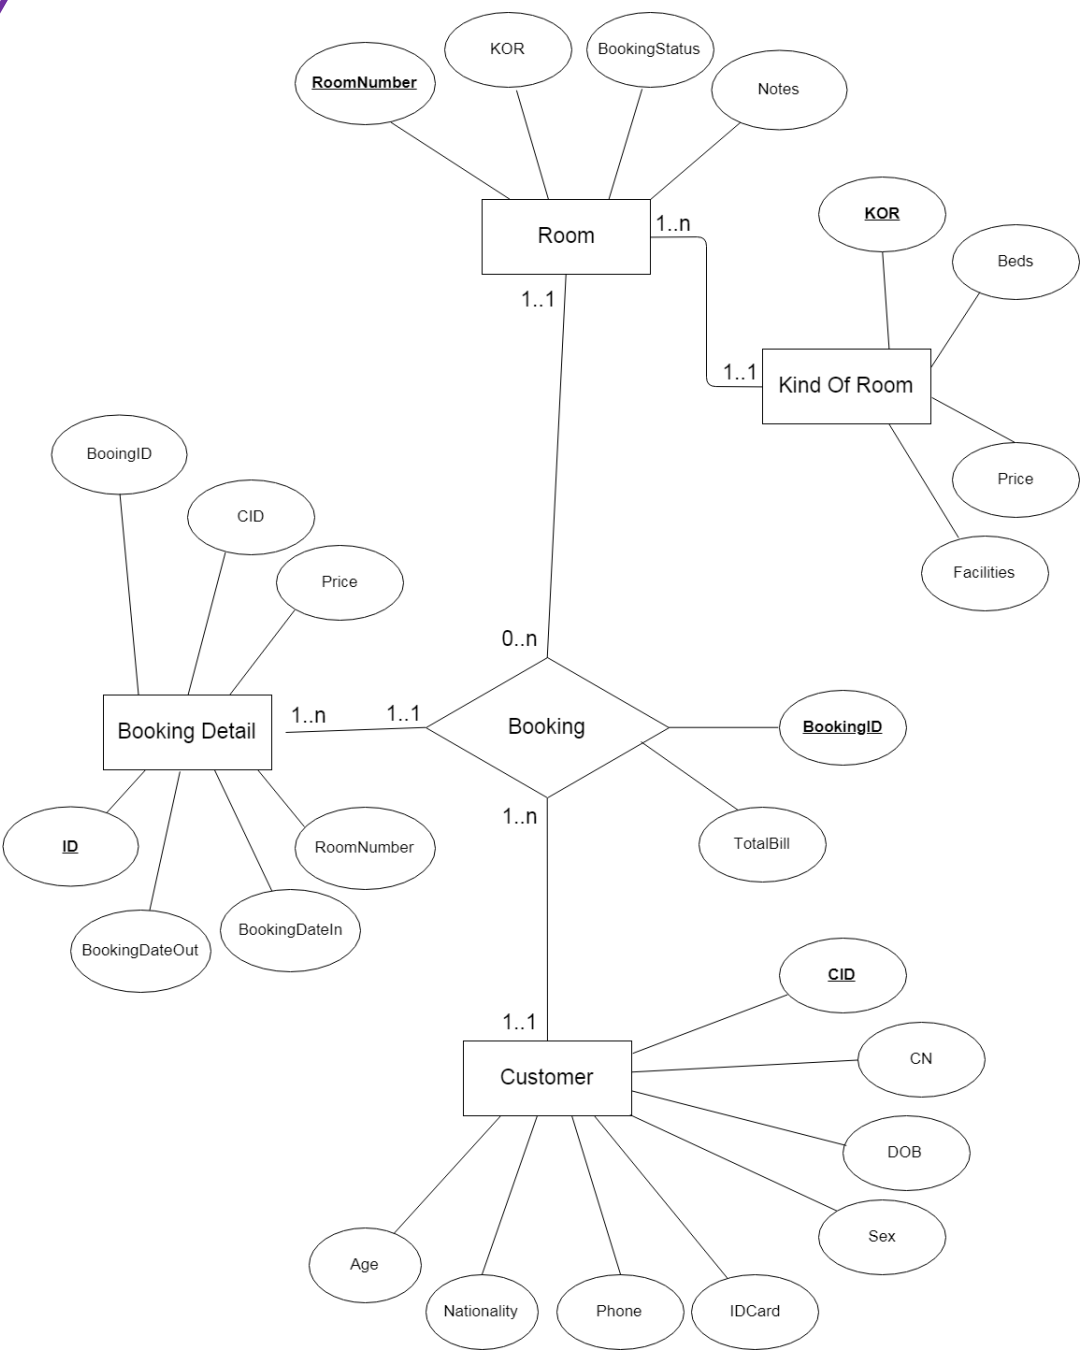 KOR
BookingStatus
RoomNumber
Notes
KOR
Room
1..n
Beds
1..1
1..1
Kind Of Room
BooingID
Price
CID
Facilities
Price
0..n
1..n
1..1
Booking
BookingID
Booking Detail
1..n
TotalBill
ID
RoomNumber
BookingDateIn
BookingDateOut
CID
1..1
CN
Customer
DOB
Sex
Age
Nationality
Phone
IDCard